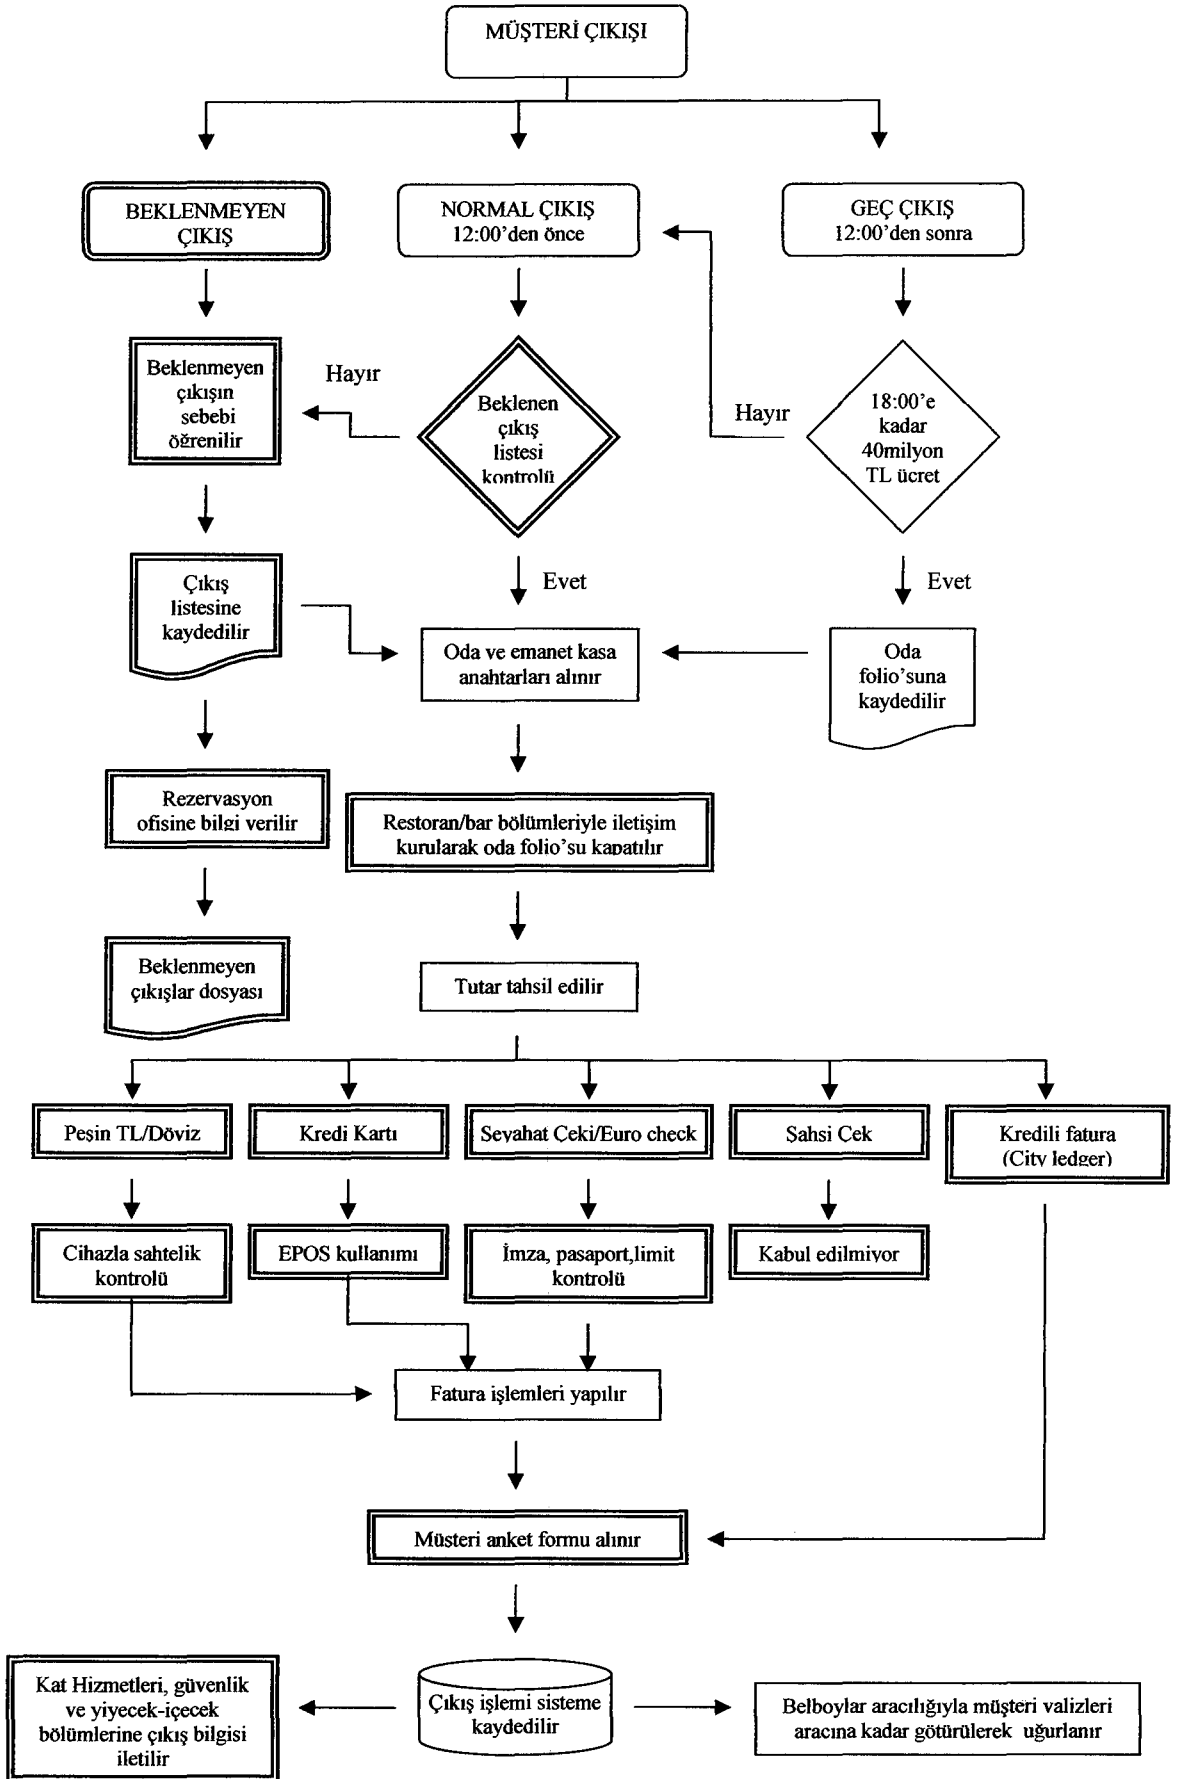 MÜŞTERİ ÇIKIŞI
BEKLENMEYEN
ÇIKIŞ
NORMAL ÇIKIŞ
12:00'den önce
GEÇ ÇIKIŞ
12:00'den sonra
Beklenmeyen
çıkışın
sebebi
öğrenilir
Hayır
Beklenen
çıkış
listesi
kontrolü
Hayır
18:00'e
kadar
40milyon
TL ücret
Çıkış
listesine
kaydedilir
Evet
Evet
Oda ve emanet kasa
anahtarları alınır
Oda
folio'suna
kaydedilir
Rezervasyon
ofisine bilgi verilir
Restoran/bar bölümleriyle iletişim
kurularak oda folio'su kapatılır
Beklenmeyen
çıkışlar dosyası
Tutar tahsil edilir
Peşin TL/Döviz
Kredi Kartı
Seyahat Çeki/Euro check
Şahsi Çek
Kredili fatura
(City ledger)
Cihazla sahtelik
kontrolü
EPOS kullanımı
İmza, pasaport,limit
kontrolü
Kabul edilmiyor
Fatura işlemleri yapılır
Müşteri anket formu alınır
Kat Hizmetleri, güvenlik
ve yiyecek-içecek
bölümlerine çıkış bilgisi
iletilir
Çıkış işlemi sisteme
kaydedilir
Belboylar aracılığıyla müşteri valizleri
aracına kadar götürülerek uğurlanır